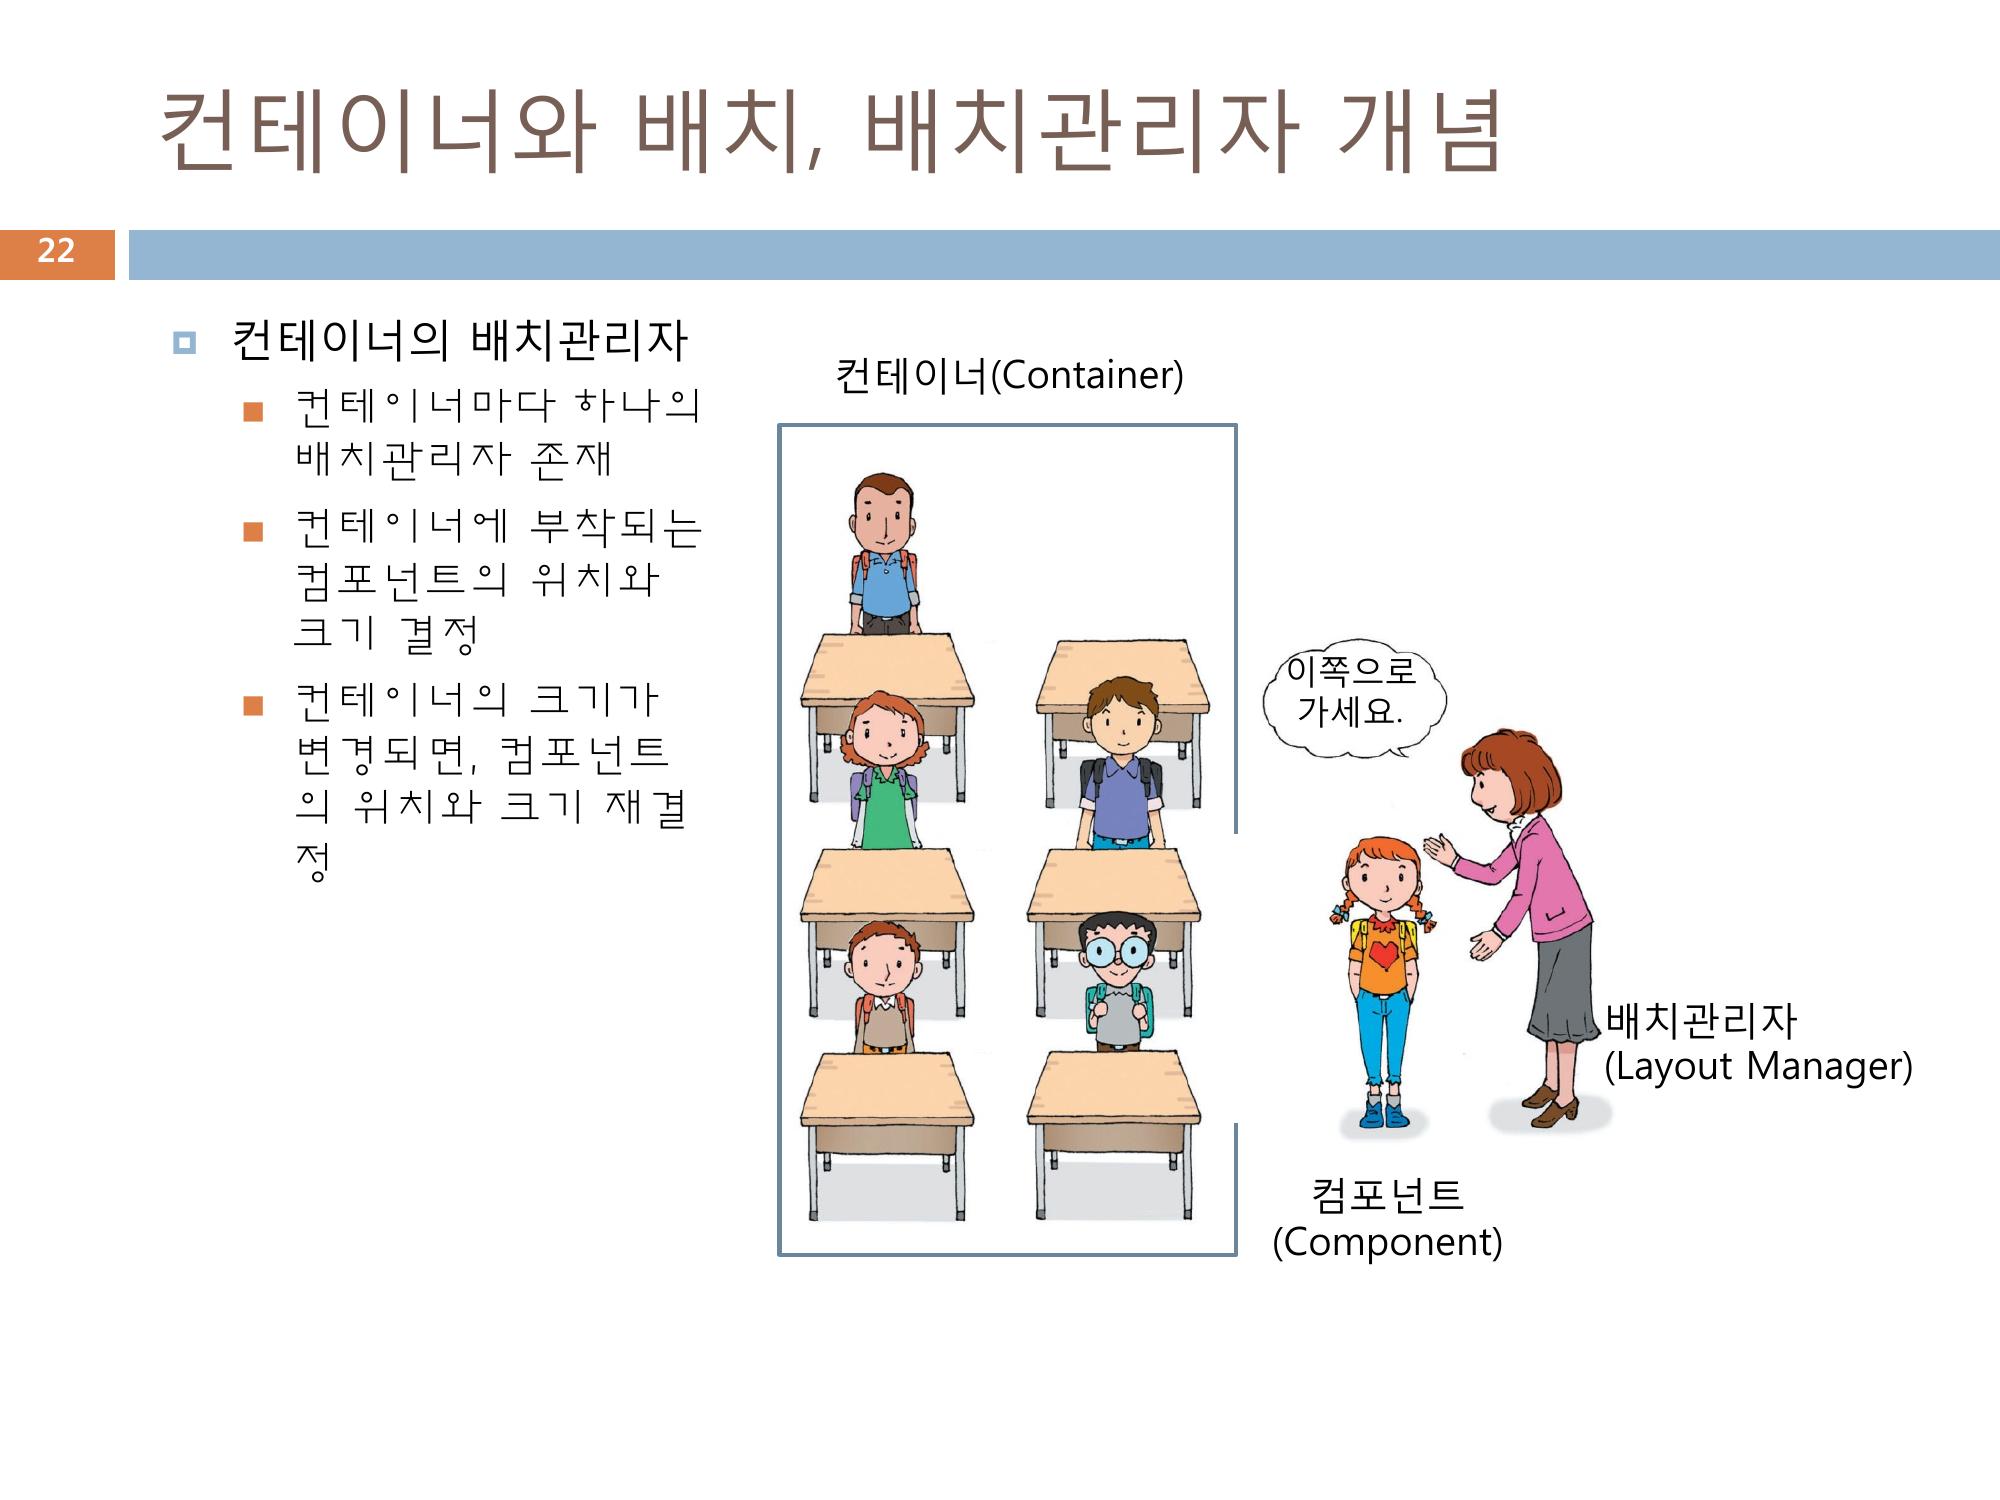 컨테이너와 배치, 배치관리자 개념
22
컨테이너의 배치관리자
컨테이너마다 하나의
배치관리자 존재
컨테이너에 부착되는
컴포넌트의 위치와
크기 결정
컨테이너의 크기가
변경되면, 컴포넌트
의 위치와 크기 재결
정
컨테이너(Container)
이쪽으로
가세요.
배치관리자
(Layout Manager)
컴포넌트
(Component)